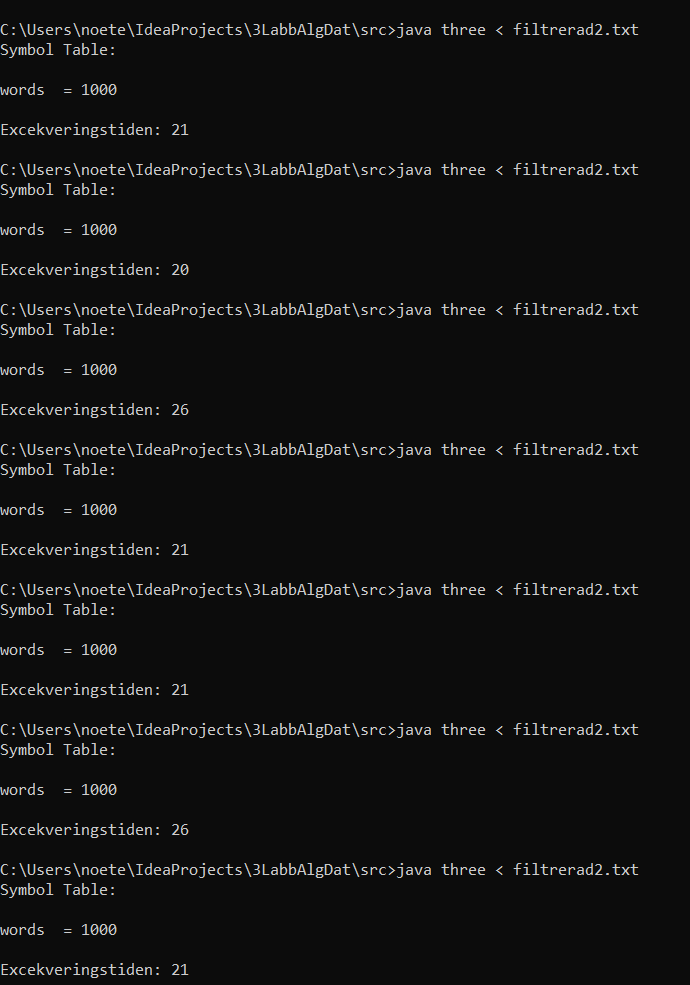 C:\Users\noete\IdeaProjects\3LabbAlgDat\src>java three < filtrerad2.txt
Symbol Table:
words  = 1000
Excekveringstiden: 21
C:\Users\noete\IdeaProjects\3LabbAlgDat\src>java three < filtrerad2.txt
Symbol Table:
words  = 1000
Excekveringstiden: 20
C:\Users\noete\IdeaProjects\3LabbAlgDat\src>java three < filtrerad2.txt
Symbol Table:
words  = 1000
Excekveringstiden: 26
C:\Users\noete\IdeaProjects\3LabbAlgDat\src>java three < filtrerad2.txt
Symbol Table:
words  = 1000
Excekveringstiden: 21
C:\Users\noete\IdeaProjects\3LabbAlgDat\src>java three < filtrerad2.txt
Symbol Table:
words  = 1000
Excekveringstiden: 21
C:\Users\noete\IdeaProjects\3LabbAlgDat\src>java three < filtrerad2.txt
Symbol Table:
words  = 1000
Excekveringstiden: 26
C:\Users\noete\IdeaProjects\3LabbAlgDat\src>java three < filtrerad2.txt
Symbol Table:
words  = 1000
Excekveringstiden: 21